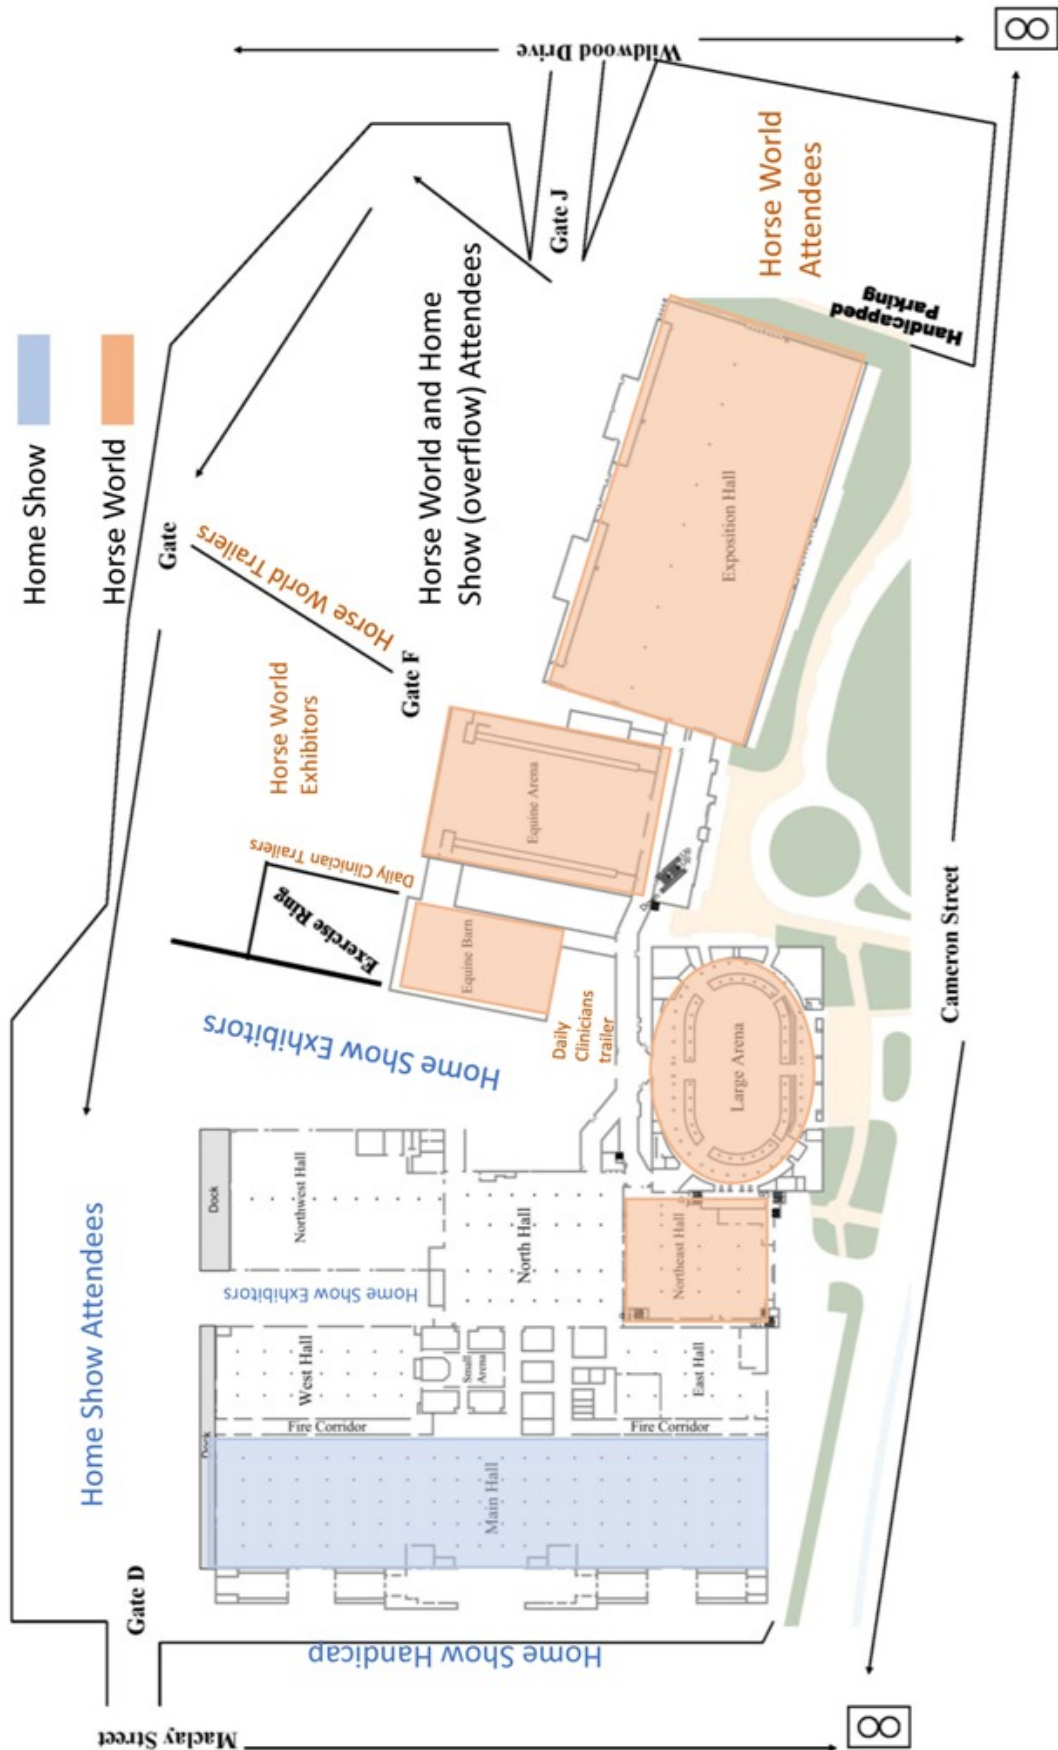 Home Show
Horse World
Wildwood Drive
Gate J
Horse World
Attendees
Handicapped
Parking
Horse World and Home
Show (overflow) Attendees
Gate
Horse World Trailers
Gate F
Exposition Hall
Horse World
Exhibitors
Equine Arena
Daily Clinician Trailers
Exercise Ring
Equine Barn
Home Show Exhibitors
Daily
Clinicians
trailer
Large Arena
Cameron Street
Home Show Attendees
Dock
Northwest Hall
North Hall
Northeast Hall
Home Show Exhibitors
West Hall
Small
Arena
East Hall
Fire Corridor
Fire Corridor
Dock
Main Hall
Gate D
Home Show Handicap
Maclay Street